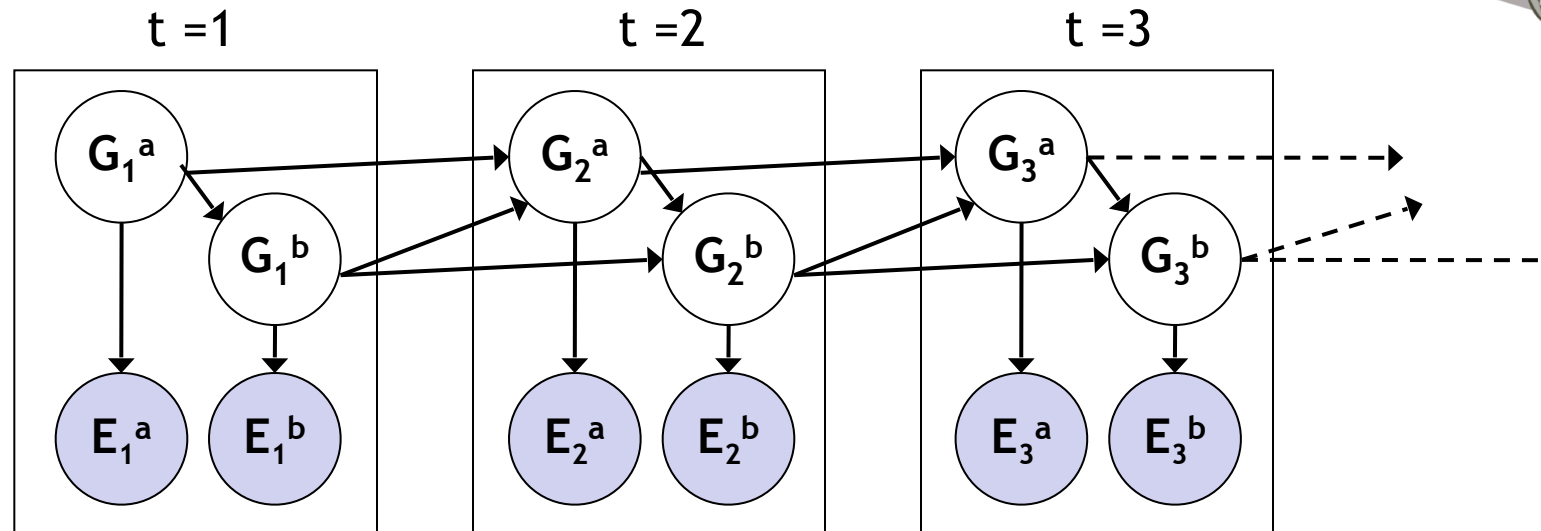 t =1 t =2 t =3
G₁ᵃ G₂ᵃ G₃ᵃ
G₁ᵇ G₂ᵇ G₃ᵇ
E₁ᵃ E₁ᵇ E₂ᵃ E₂ᵇ E₃ᵃ E₃ᵇ